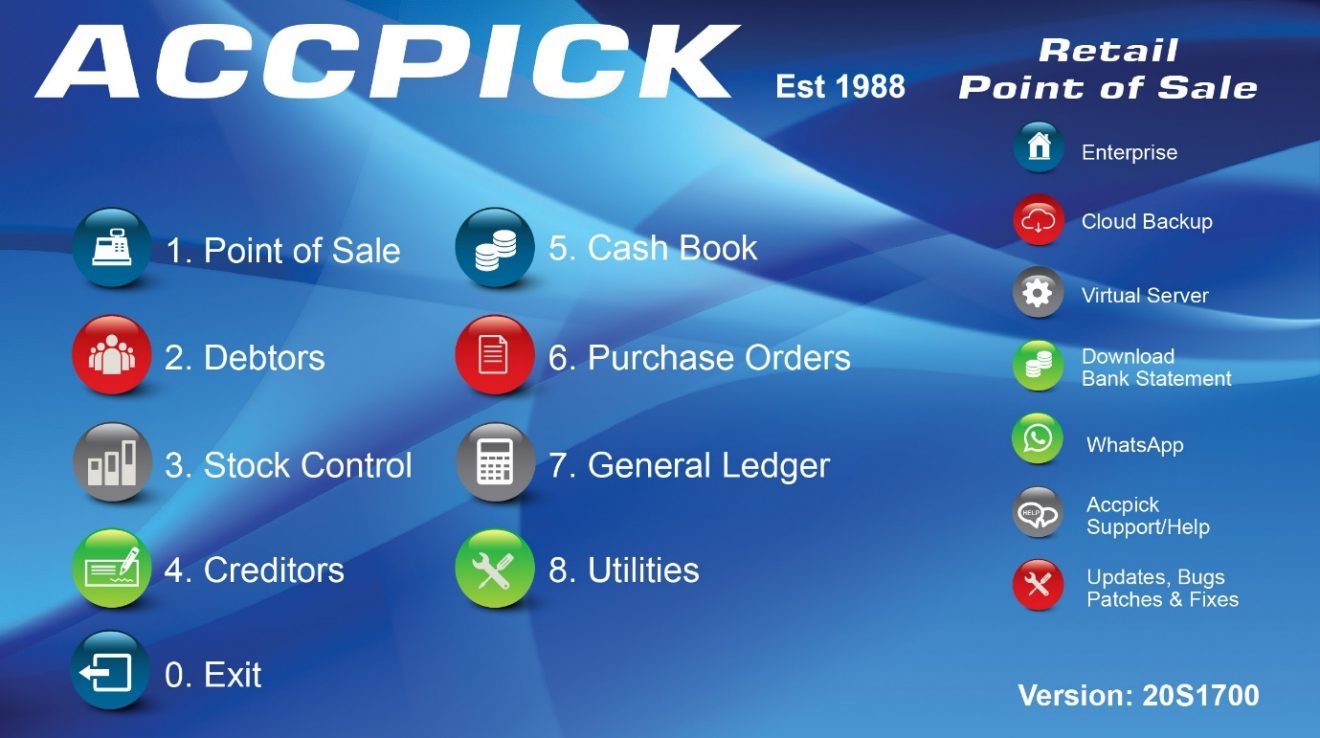 ACCPICK
Est 1988
Retail
Point of Sale
1. Point of Sale
2. Debtors
3. Stock Control
4. Creditors
0. Exit
5. Cash Book
6. Purchase Orders
7. General Ledger
8. Utilities
Enterprise
Cloud Backup
Virtual Server
Download
Bank Statement
WhatsApp
HELP
Accpick
Support/Help
Updates, Bugs
Patches & Fixes
Version: 20S1700